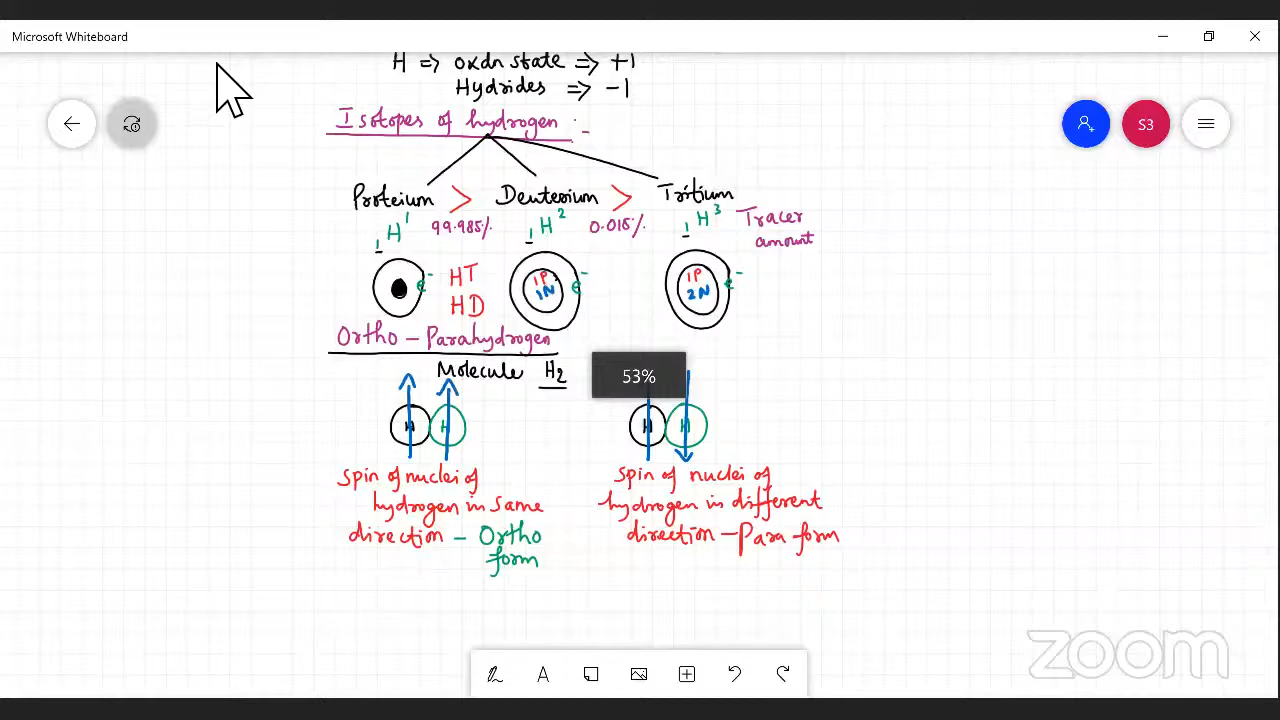 Microsoft Whiteboard
H => oxdn state => +1
Hydrides => -1
S3
Isotopes of hydrogen :-
Proteium > Deuterium > Tritium
₁H¹ 99.985% ₁H² 0.015% ₁H³ Tracer
amount
e⁻ HT 1P e⁻ 1P e⁻
HD 1N 2N
Ortho - Parahydrogen
Molecule H₂
53%
H H H H
Spin of nuclei of
hydrogen in same
direction - Ortho
form
Spin of nuclei of
hydrogen in different
direction - Para form
zoom